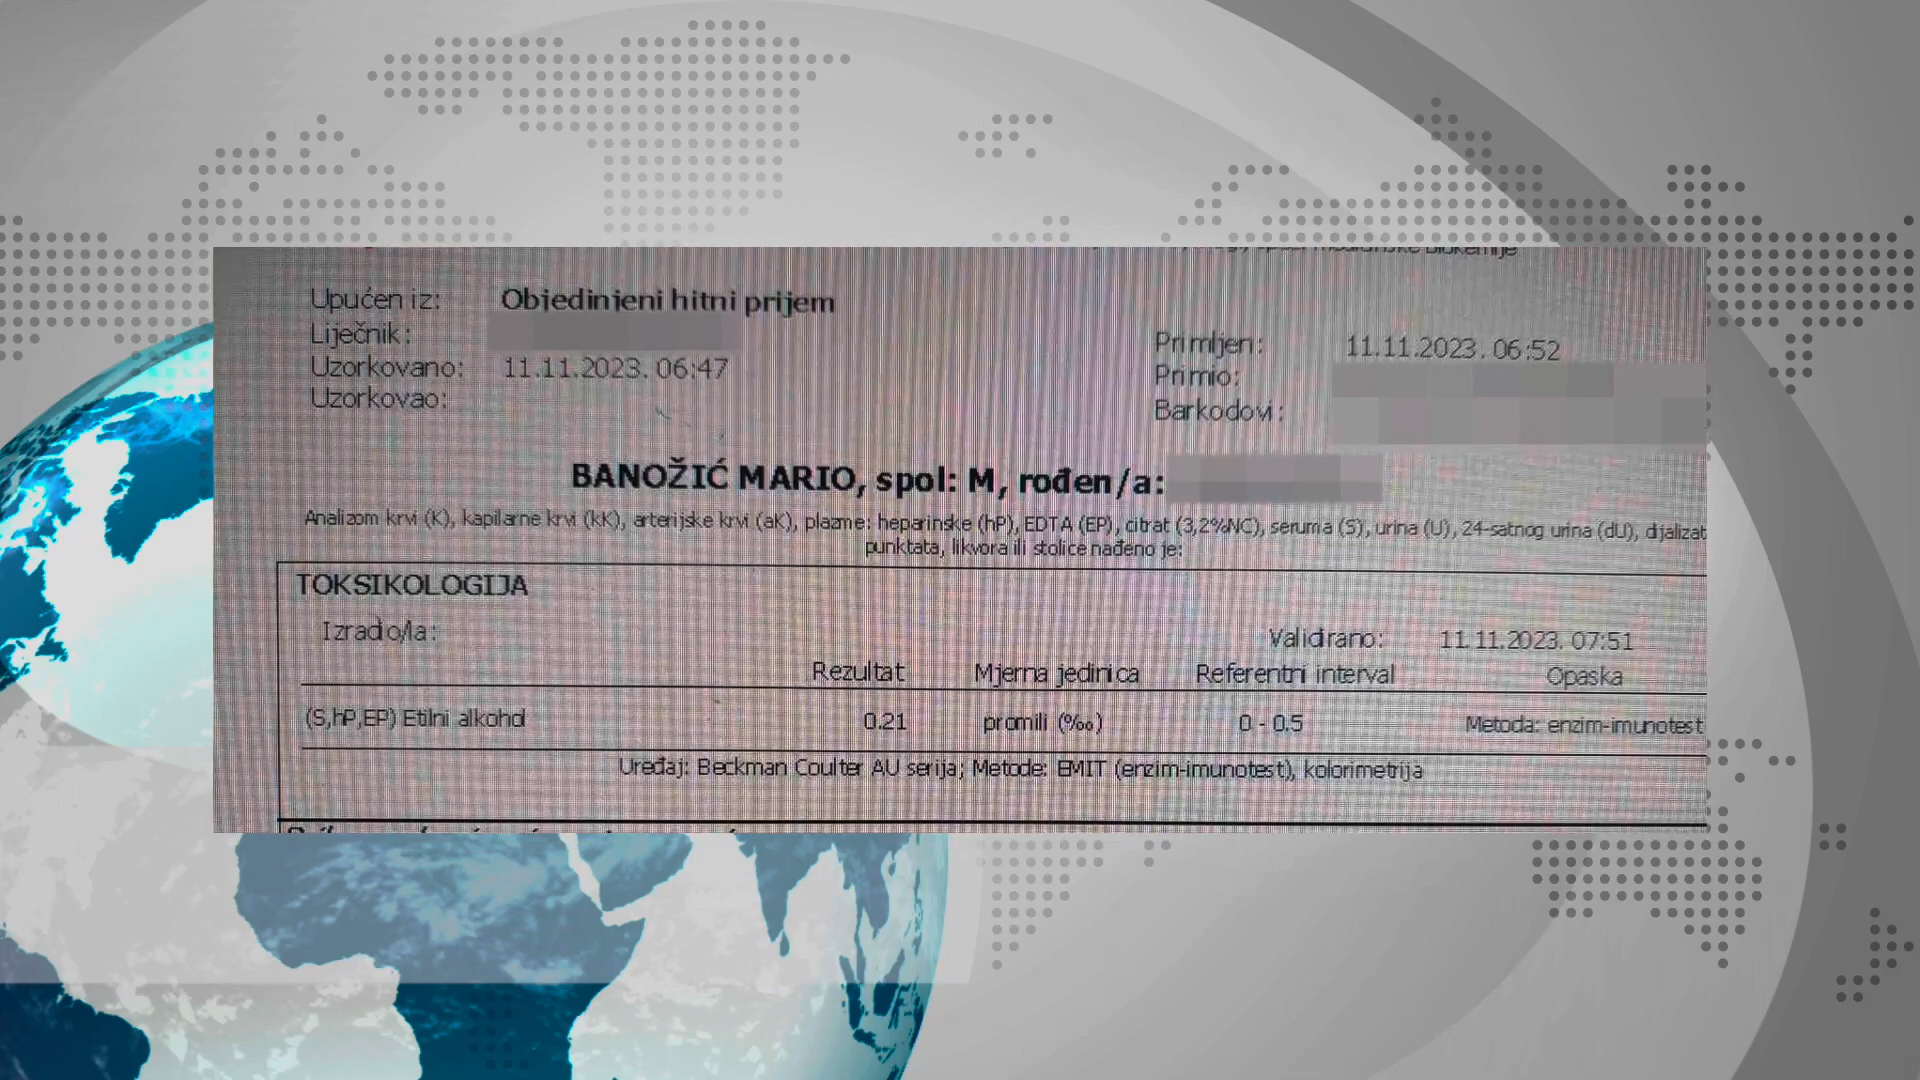 Upućen iz: Objedinjeni hitni prijem
Liječnik:
Uzorkovano: 11.11.2023. 06:47
Uzorkovao:
Primljen: 11.11.2023. 06:52
Primio:
Barkodovi:
BANOŽIĆ MARIO, spol: M, rođen/a:
Analizom krvi (K), kapilarne krvi (kK), arterijske krvi (aK), plazme: heparinske (hP), EDTA (EP), citrat (3,2%NC), seruma (S), urina (U), 24-satnog urina (dU), dijalizat
punktata, likvora ili stolice nađeno je:
TOKSIKOLOGIJA
Izradio/la:
Validirano: 11.11.2023. 07:51
Rezultat Mjerna jedinica Referentni interval Opaska
(S,hP,EP) Etilni alkohol 0.21 promili (‰) 0 - 0.5 Metoda: enzim-imunotest
Uređaj: Beckman Coulter AU serija; Metode: EMIT (enzim-imunotest), kolorimetrija